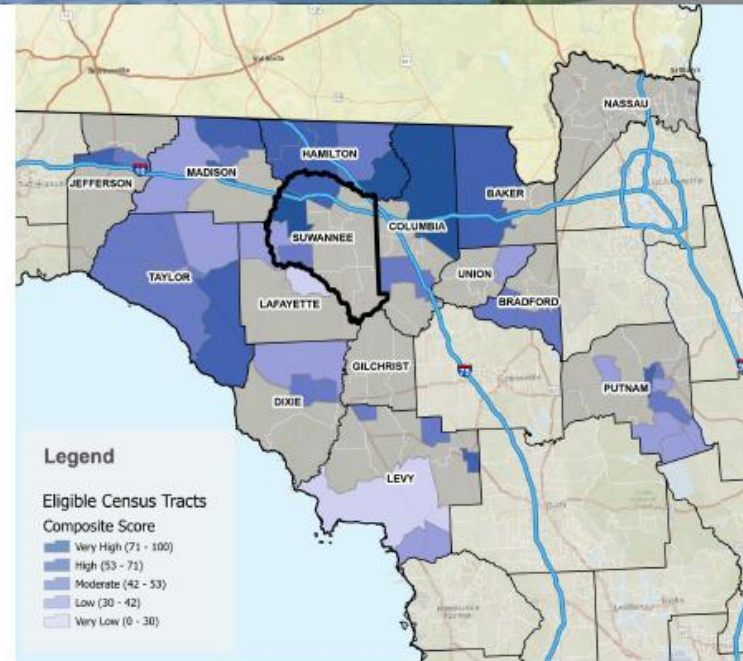 NASSAU
HAMILTON
MADISON
JEFFERSON
BAKER
COLUMBIA
SUWANNEE
UNION
TAYLOR
LAFAYETTE
BRADFORD
GILCHRIST
75
PUTNAM
DIXIE
LEVY
Legend
Eligible Census Tracts
Composite Score
Very High (71 - 100)
High (53 - 71)
Moderate (42 - 53)
Low (30 - 42)
Very Low (0 - 30)